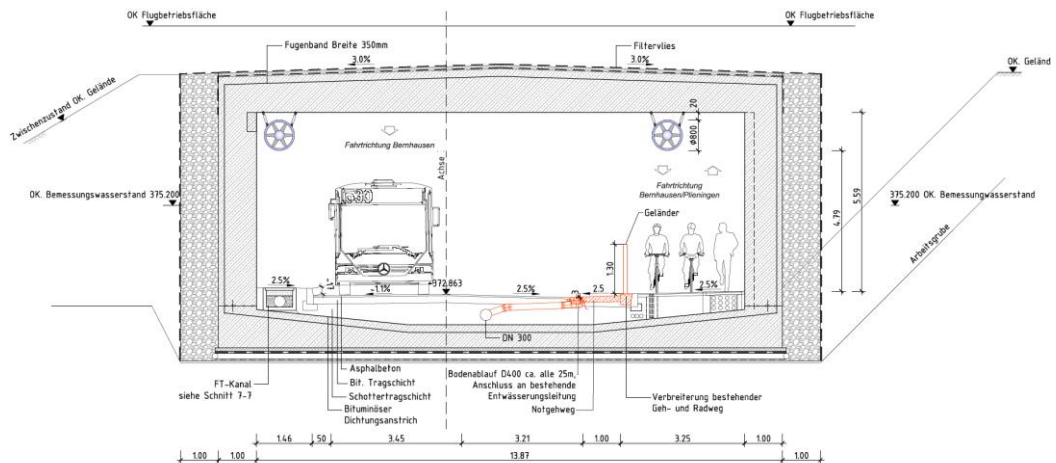 OK Flugbetriebsfläche
OK Flugbetriebsfläche
Fugenband Breite 350mm
Filtervlies
3.0%
3.0%
OK. Geländ
Zwischenzustand OK. Gelände
20
ø800
Fahrtrichtung Bernhausen
Achse
Fahrtrichtung
Bernhausen/Plieningen
OK. Bemessungswasserstand 375.200
375.200 OK. Bemessungswasserstand
4.79
5.59
Geländer
Arbeitsgrube
1.30
2.5%
1.1%
372.863
2.5%
3
2.5
2.5%
DN 300
Asphalbeton
Bit. Tragschicht
Schottertragschicht
Bituminöser
Dichtungsanstrich
FT-Kanal
siehe Schnitt 7-7
Bodenablauf D400 ca. alle 25m,
Anschluss an bestehende
Entwässerungsleitung
Notgehweg
Verbreiterung bestehender
Geh- und Radweg
1.46
50
3.45
3.21
1.00
3.25
1.00
1.00
1.00
13.87
1.00